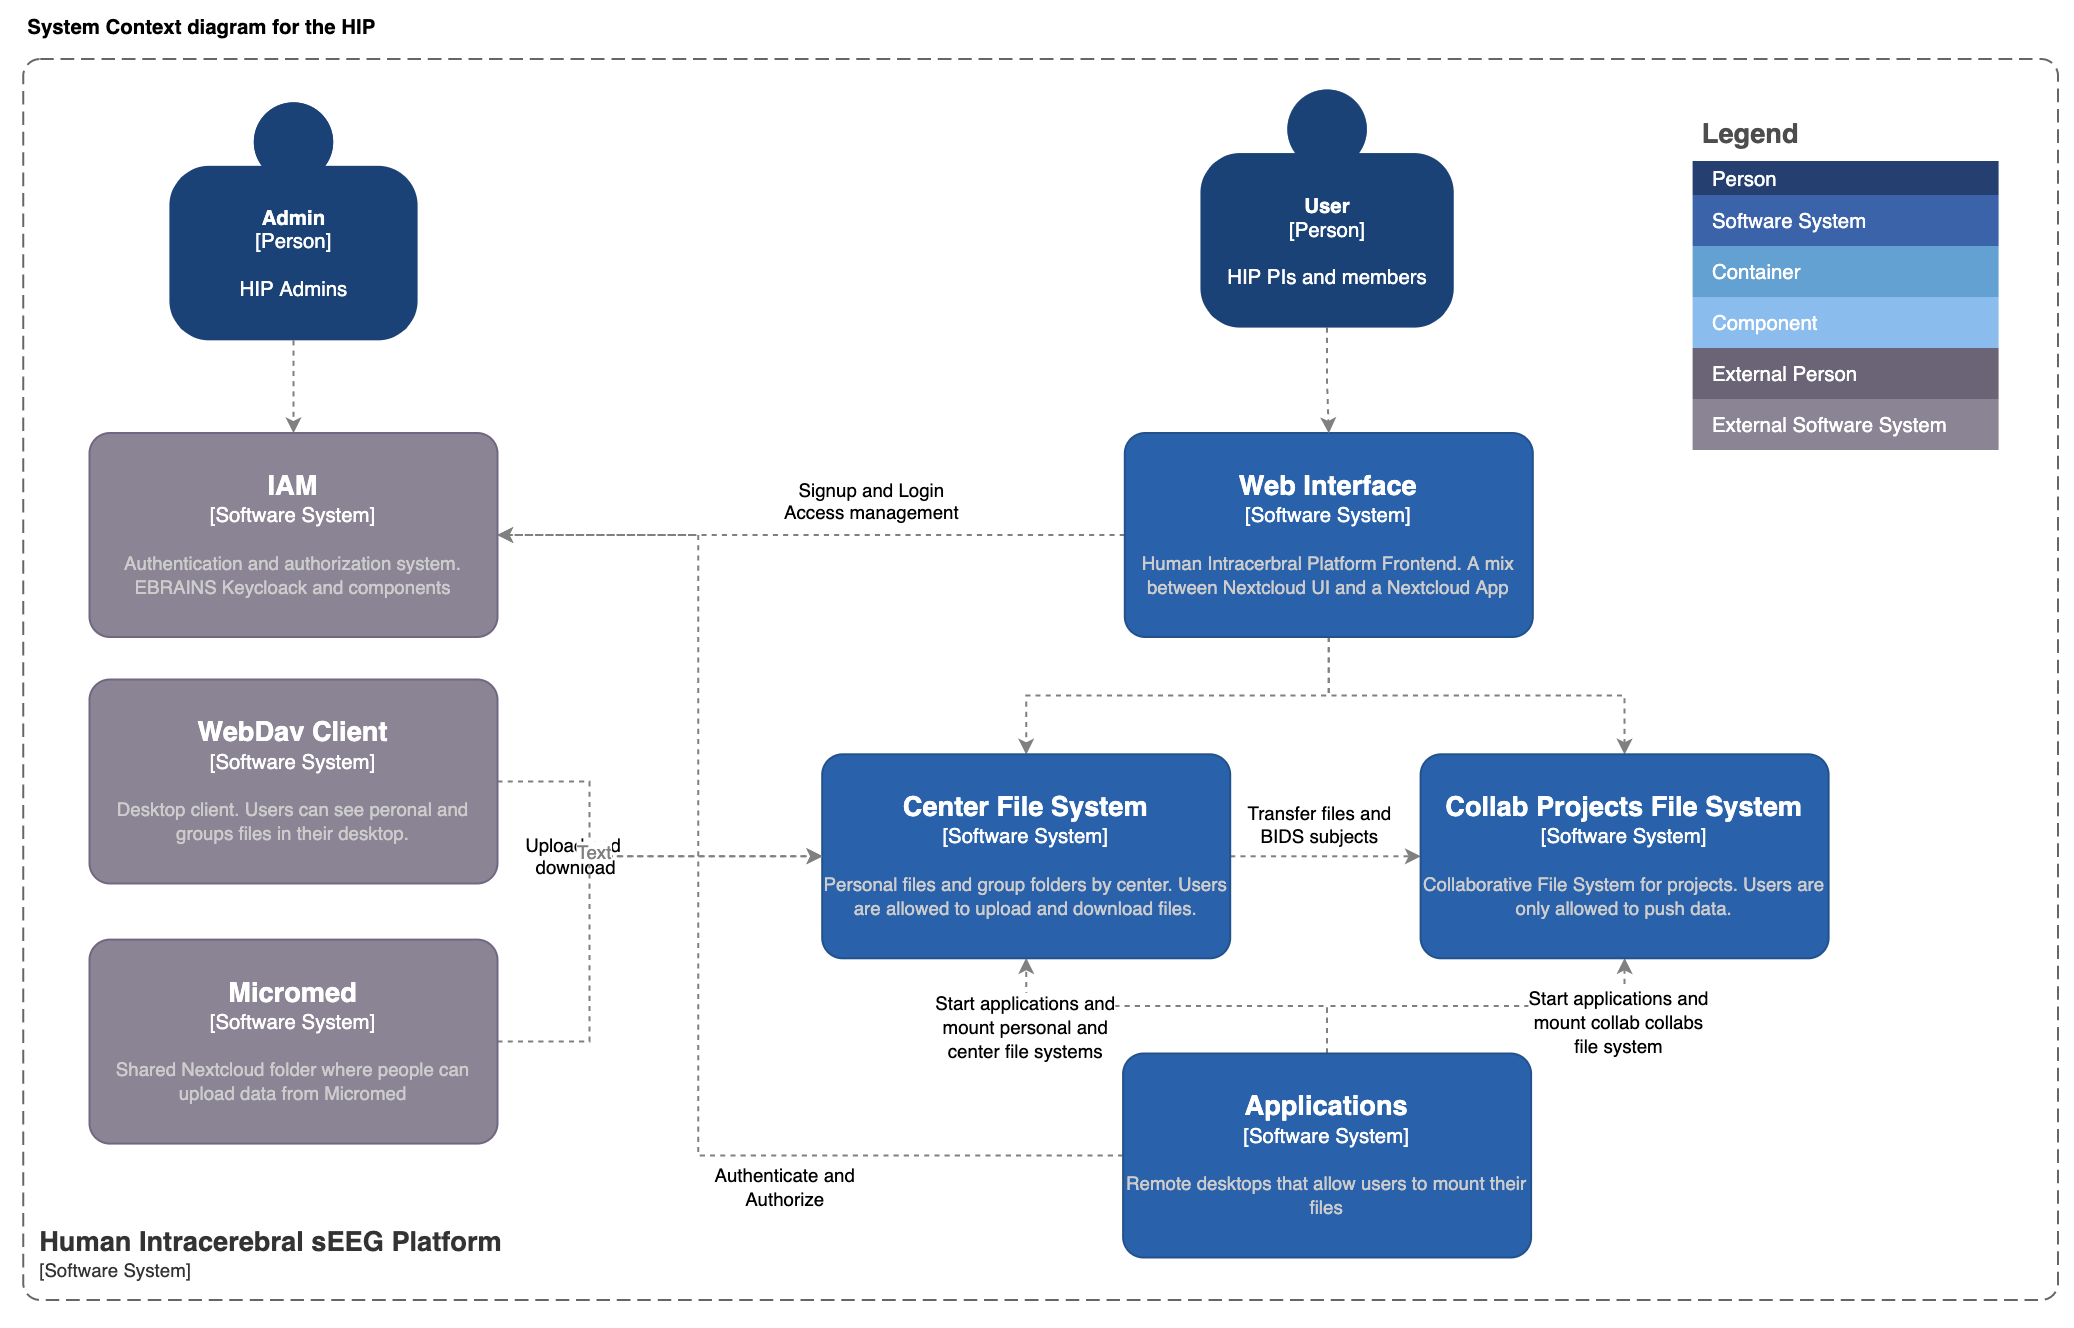 System Context diagram for the HIP
Admin
[Person]
HIP Admins
User
[Person]
HIP PIs and members
Legend
Person
Software System
Container
Component
External Person
External Software System
IAM
[Software System]
Authentication and authorization system.
EBRAINS Keycloack and components
Signup and Login
Access management
Web Interface
[Software System]
Human Intracerbral Platform Frontend. A mix
between Nextcloud UI and a Nextcloud App
WebDav Client
[Software System]
Desktop client. Users can see peronal and
groups files in their desktop.
Text
download
Center File System
[Software System]
Personal files and group folders by center. Users
are allowed to upload and download files.
Transfer files and
BIDS subjects
Collab Projects File System
[Software System]
Collaborative File System for projects. Users are
only allowed to push data.
Micromed
[Software System]
Shared Nextcloud folder where people can
upload data from Micromed
Start applications and
mount personal and
center file systems
Start applications and
mount collab collabs
file system
Applications
[Software System]
Remote desktops that allow users to mount their
files
Authenticate and
Authorize
Human Intracerebral sEEG Platform
[Software System]